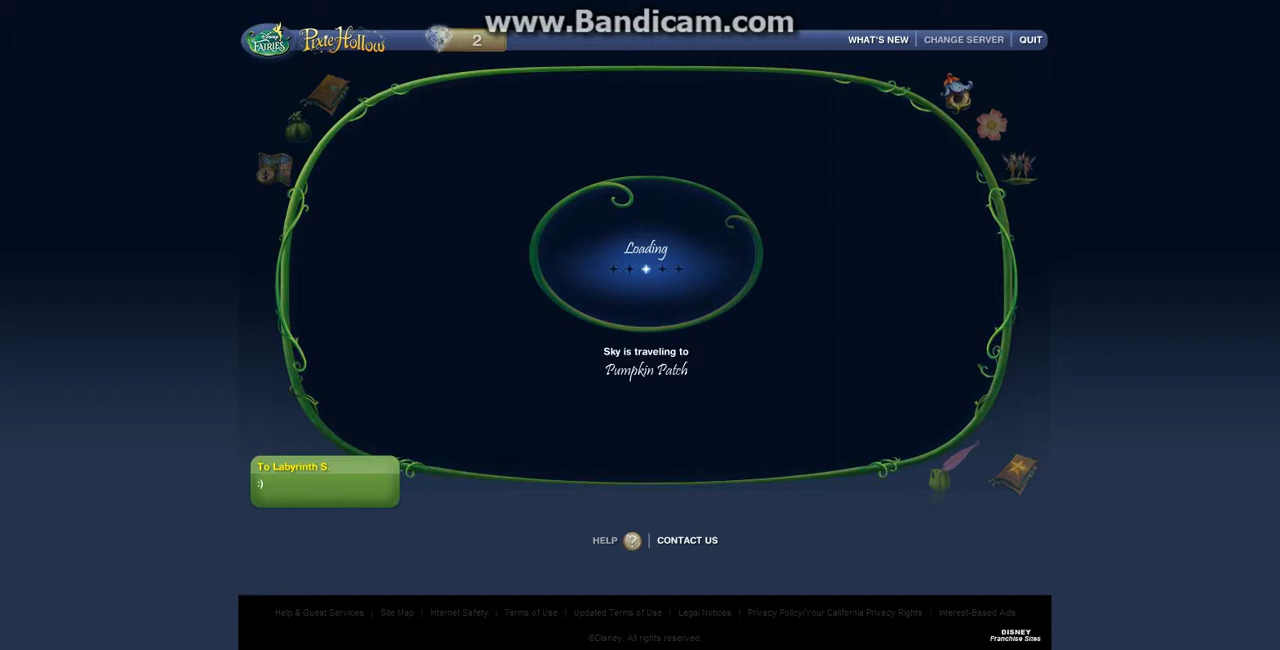 www.Bandicam.com
Disney
FAIRIES
Pixie Hollow
2
WHAT'S NEW | CHANGE SERVER | QUIT
Loading
Sky is traveling to
Pumpkin Patch
To Labyrinth S.
:)
HELP ? | CONTACT US
Help & Guest Services | Site Map | Internet Safety | Terms of Use | Updated Terms of Use | Legal Notices | Privacy Policy/Your California Privacy Rights | Interest-Based Ads
©Disney. All rights reserved.
DISNEY
Franchise Sites